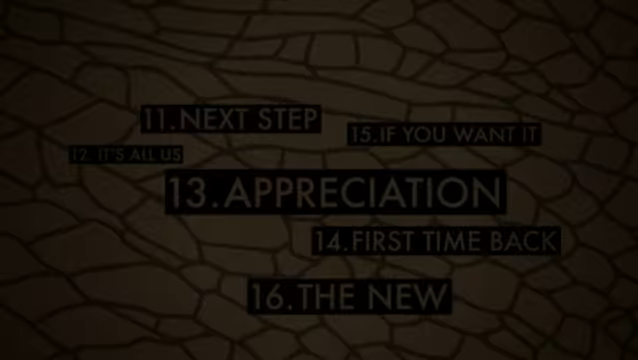 11.NEXT STEP
15.IF YOU WANT IT
12. IT'S ALL US
13.APPRECIATION
14.FIRST TIME BACK
16.THE NEW